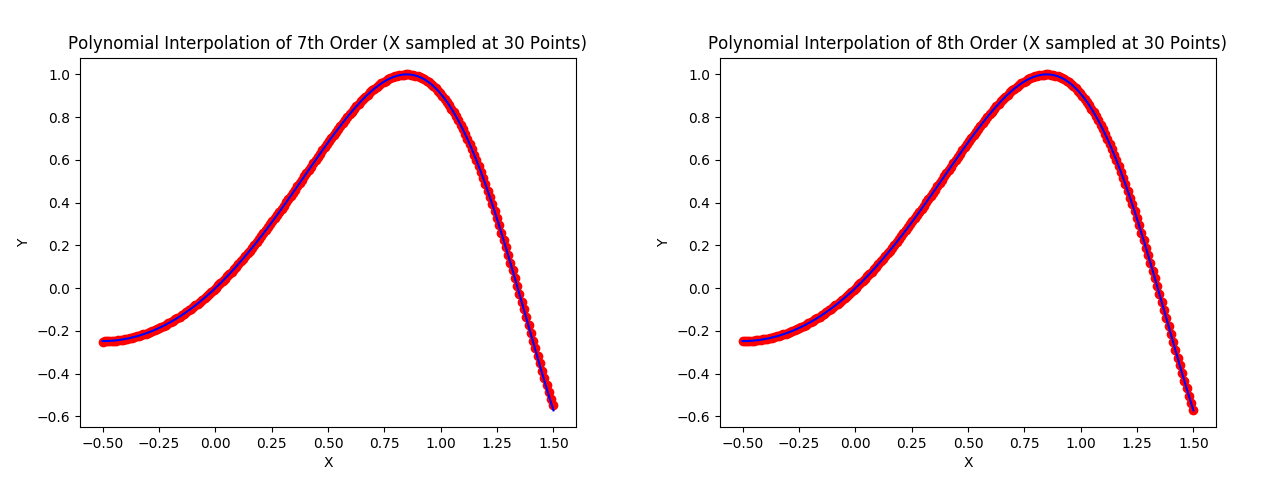 Polynomial Interpolation of 7th Order (X sampled at 30 Points)
1.0
0.8
0.6
0.4
0.2
0.0
−0.2
−0.4
−0.6
Y
−0.50 −0.25 0.00 0.25 0.50 0.75 1.00 1.25 1.50
X
Polynomial Interpolation of 8th Order (X sampled at 30 Points)
1.0
0.8
0.6
0.4
0.2
0.0
−0.2
−0.4
−0.6
Y
−0.50 −0.25 0.00 0.25 0.50 0.75 1.00 1.25 1.50
X